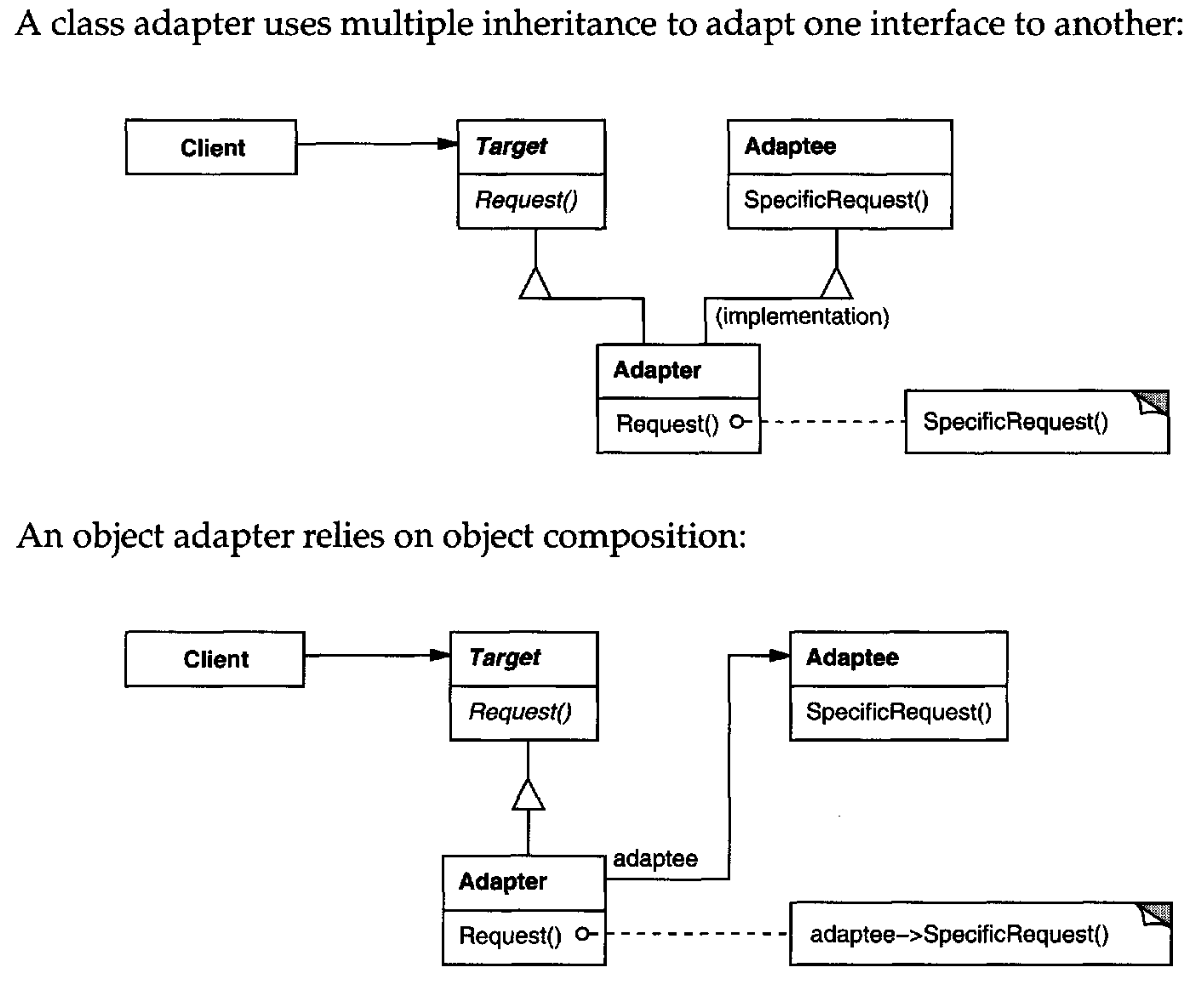 A class adapter uses multiple inheritance to adapt one interface to another:
Client
Target
Adaptee
Request()
SpecificRequest()
(implementation)
Adapter
Request()
SpecificRequest()
An object adapter relies on object composition:
Client
Target
Adaptee
Request()
SpecificRequest()
adaptee
Adapter
Request()
adaptee–>SpecificRequest()